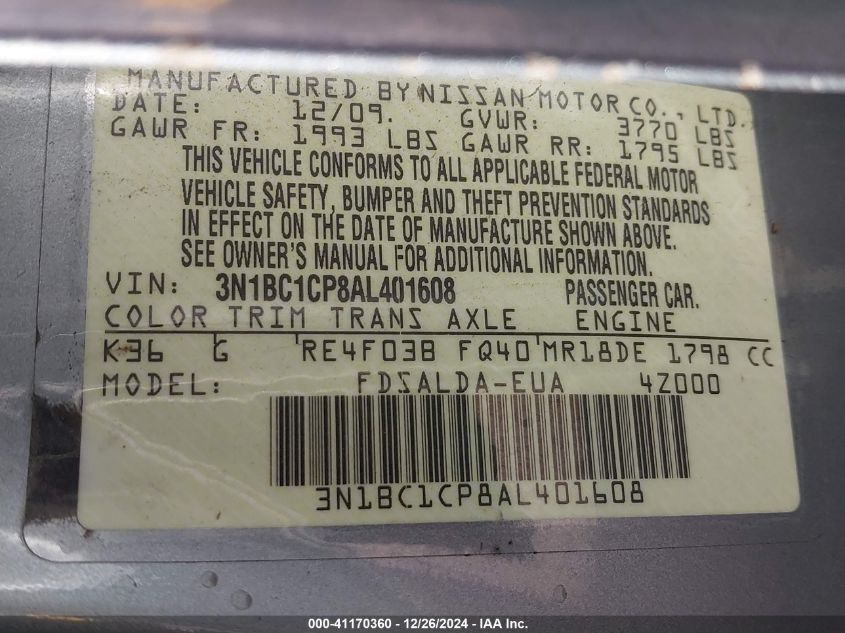 MANUFACTURED BY NISSAN MOTOR CO., LTD.
DATE: 12/09. GVWR: 3770 LBS
GAWR FR: 1993 LBS GAWR RR: 1795 LBS
THIS VEHICLE CONFORMS TO ALL APPLICABLE FEDERAL MOTOR
VEHICLE SAFETY, BUMPER AND THEFT PREVENTION STANDARDS
IN EFFECT ON THE DATE OF MANUFACTURE SHOWN ABOVE.
SEE OWNER'S MANUAL FOR ADDITIONAL INFORMATION.
VIN: 3N1BC1CP8AL401608 PASSENGER CAR.
COLOR TRIM TRANS AXLE ENGINE
K36 G RE4F03B FQ40 MR18DE 1798 CC
MODEL: FDSALDA-EUA 4Z000
3N1BC1CP8AL401608
000-41170360 - 12/26/2024 - IAA Inc.